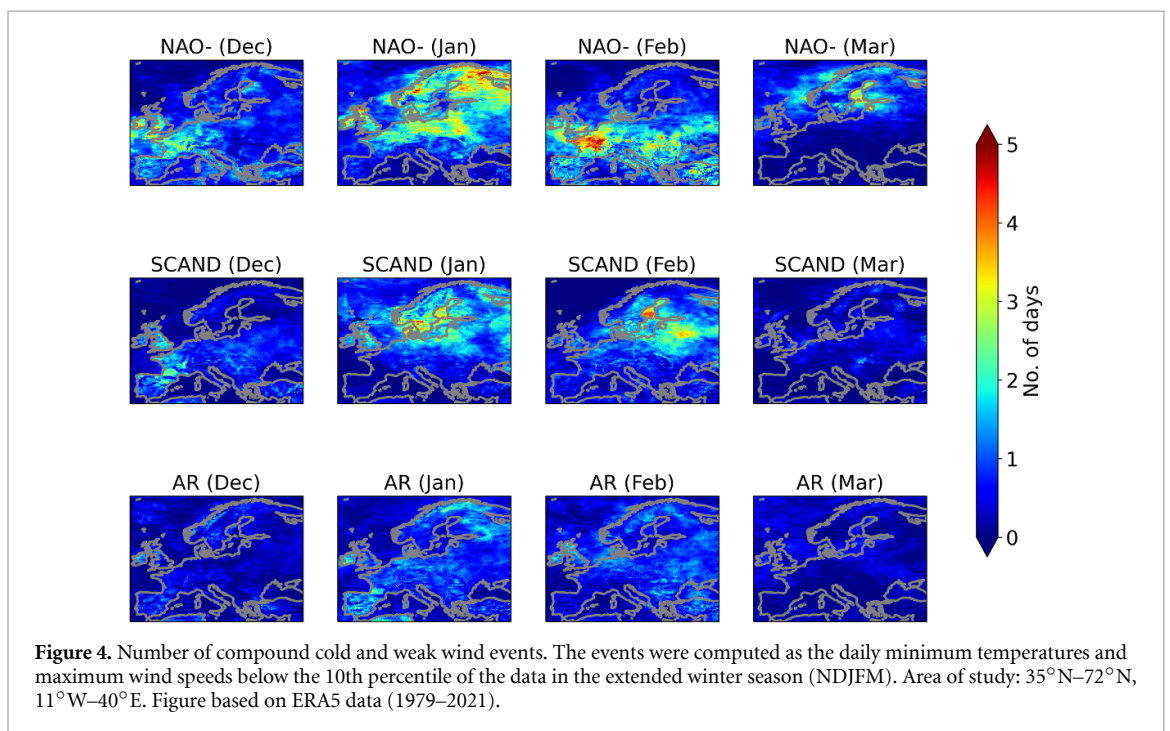 NAO- (Dec) NAO- (Jan) NAO- (Feb) NAO- (Mar)
SCAND (Dec) SCAND (Jan) SCAND (Feb) SCAND (Mar)
AR (Dec) AR (Jan) AR (Feb) AR (Mar)
5
4
3
2
1
0
No. of days
Figure 4. Number of compound cold and weak wind events. The events were computed as the daily minimum temperatures and
maximum wind speeds below the 10th percentile of the data in the extended winter season (NDJFM). Area of study: 35°N–72°N,
11°W–40°E. Figure based on ERA5 data (1979–2021).